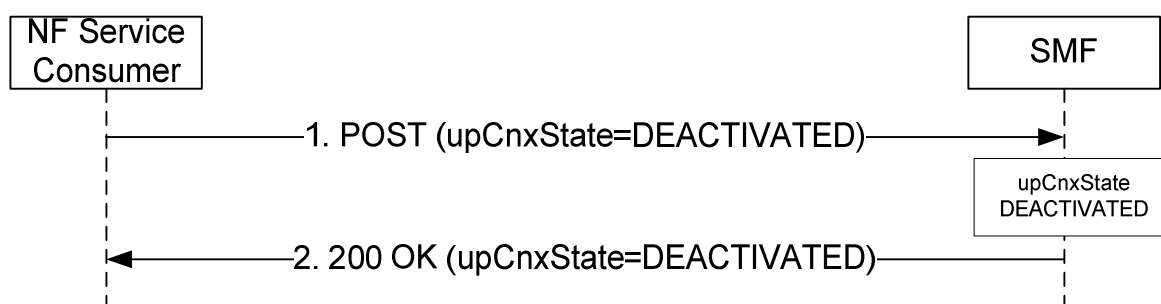 NF Service
Consumer
SMF
1. POST (upCnxState=DEACTIVATED)
upCnxState
DEACTIVATED
2. 200 OK (upCnxState=DEACTIVATED)